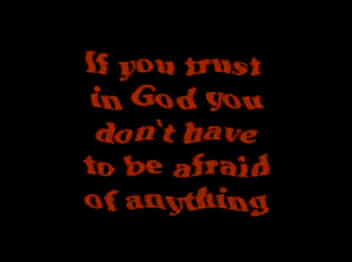 If you trust
in God you
don't have
to be afraid
of anything